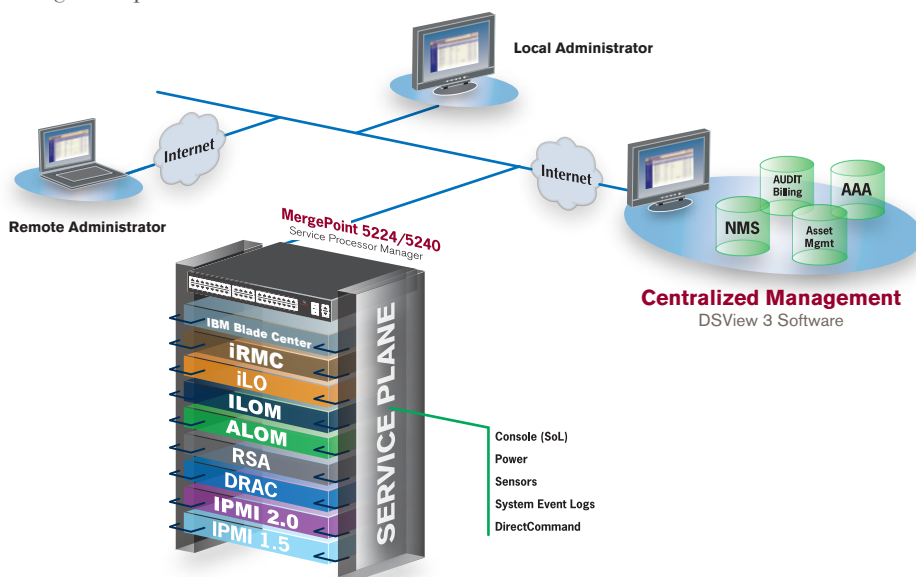 Local Administrator
Internet
Internet
Remote Administrator
AUDIT
Billing
AAA
NMS
Asset
Mgmt
MergePoint 5224/5240
Service Processor Manager
Centralized Management
DSView 3 Software
IBM Blade Center
iRMC
iLO
ILOM
ALOM
RSA
DRAC
IPMI 2.0
IPMI 1.5
SERVICE PLANE
Console (SoL)
Power
Sensors
System Event Logs
DirectCommand